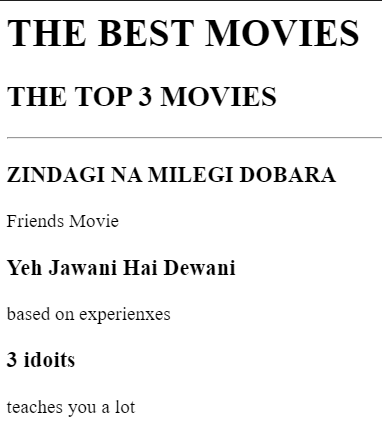 THE BEST MOVIES
THE TOP 3 MOVIES
ZINDAGI NA MILEGI DOBARA
Friends Movie
Yeh Jawani Hai Dewani
based on experienxes
3 idoits
teaches you a lot